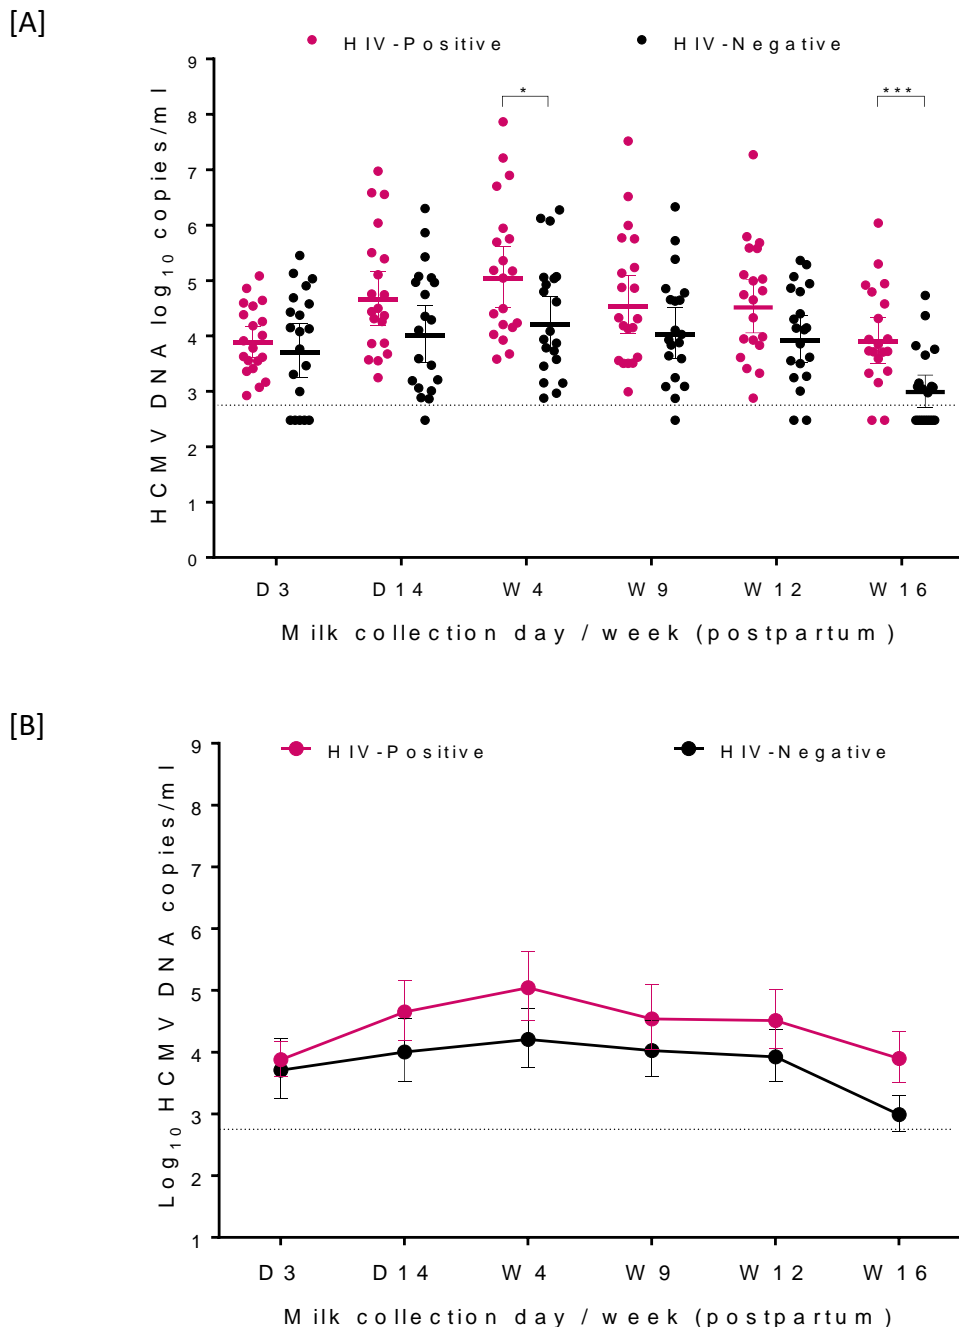 [A]
HIV-Positive HIV-Negative
HCMV DNA log10 copies/ml
9
8
7
6
5
4
3
2
1
0
* ***
D3 D14 W4 W9 W12 W16
Milk collection day / week (postpartum)
[B]
HIV-Positive HIV-Negative
Log10 HCMV DNA copies/ml
9
8
7
6
5
4
3
2
1
D3 D14 W4 W9 W12 W16
Milk collection day / week (postpartum)